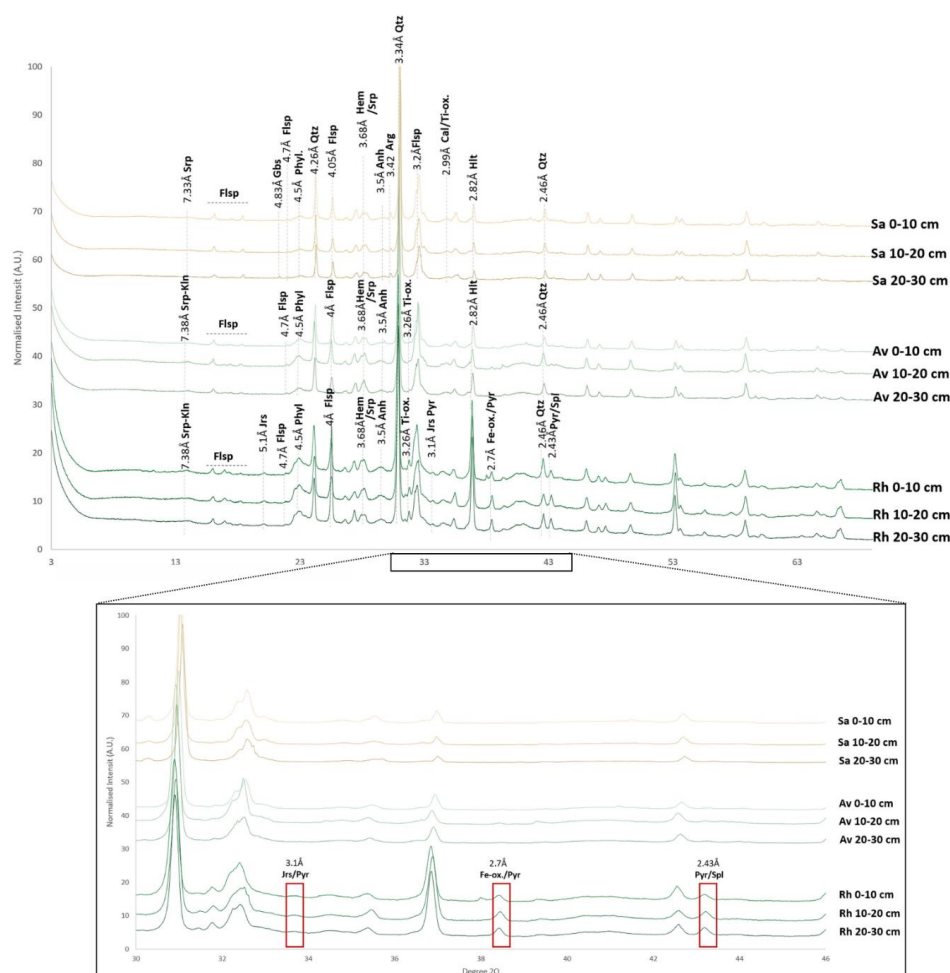 3.34Å Qtz
100
90
80
70
60
50
40
30
20
10
0
Normalised Intensit (A.U.)
7.33Å Srp
Flsp
4.83Å Gbs
4.7Å Flsp
4.5Å Phyl.
4.26Å Qtz
4.05Å Flsp
3.68Å Hem
/Srp
3.5Å Anh
3.42 Arg
3.2Å Flsp
2.99Å Cal/Ti-ox.
2.82Å Hlt
2.46Å Qtz
Sa 0-10 cm
Sa 10-20 cm
Sa 20-30 cm
7.38Å Srp-Kln
Flsp
4.7Å Flsp
4.5Å Phyl
4Å Flsp
3.68Å Hem
/Srp
3.5Å Anh
3.26Å Ti-ox.
2.82Å Hlt
2.46Å Qtz
Av 0-10 cm
Av 10-20 cm
Av 20-30 cm
7.38Å Srp-Kln
Flsp
5.1Å Jrs
4.7Å Flsp
4.5Å Phyl
4Å Flsp
3.68Å Hem
/Srp
3.5Å Anh
3.26Å Ti-ox.
3.1Å Jrs Pyr
2.7Å Fe-ox./Pyr
2.46Å Qtz
2.43Å Pyr/Spl
Rh 0-10 cm
Rh 10-20 cm
Rh 20-30 cm
3 13 23 33 43 53 63
100
90
80
70
60
50
40
30
20
10
0
Normalised Intensit (A.U.)
Sa 0-10 cm
Sa 10-20 cm
Sa 20-30 cm
Av 0-10 cm
Av 10-20 cm
Av 20-30 cm
3.1Å
Jrs/Pyr
2.7Å
Fe-ox./Pyr
2.43Å
Pyr/Spl
Rh 0-10 cm
Rh 10-20 cm
Rh 20-30 cm
30 32 34 36 38 40 42 44 46
Degree 2Θ